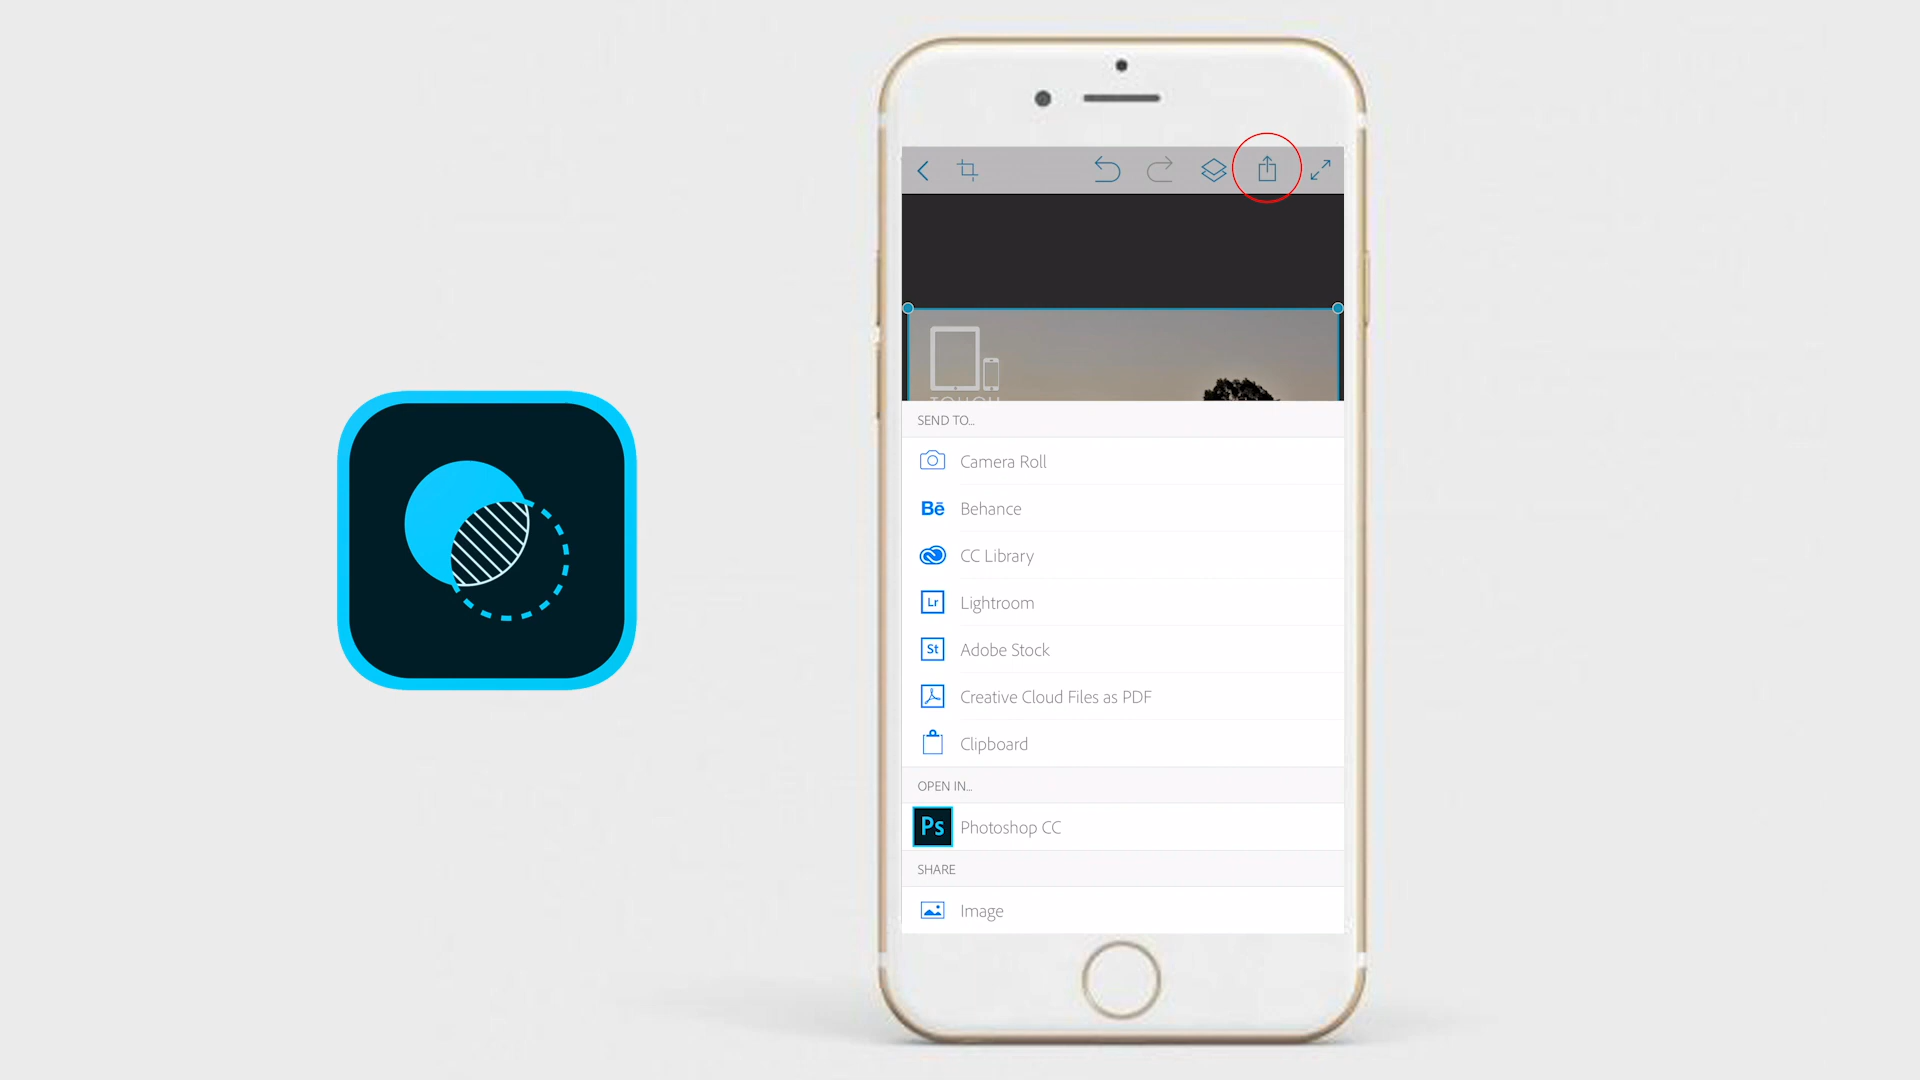 TOUCH
SEND TO...
Camera Roll
Bē Behance
CC Library
Lr Lightroom
St Adobe Stock
Creative Cloud Files as PDF
Clipboard
OPEN IN...
Ps Photoshop CC
SHARE
Image